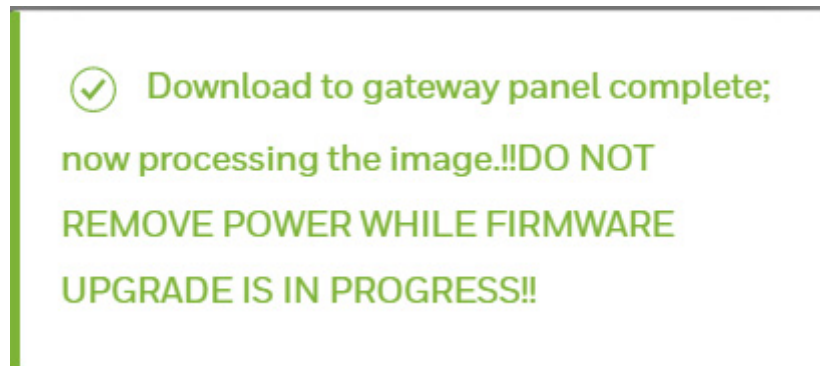 Download to gateway panel complete;
now processing the image.!!DO NOT
REMOVE POWER WHILE FIRMWARE
UPGRADE IS IN PROGRESS!!